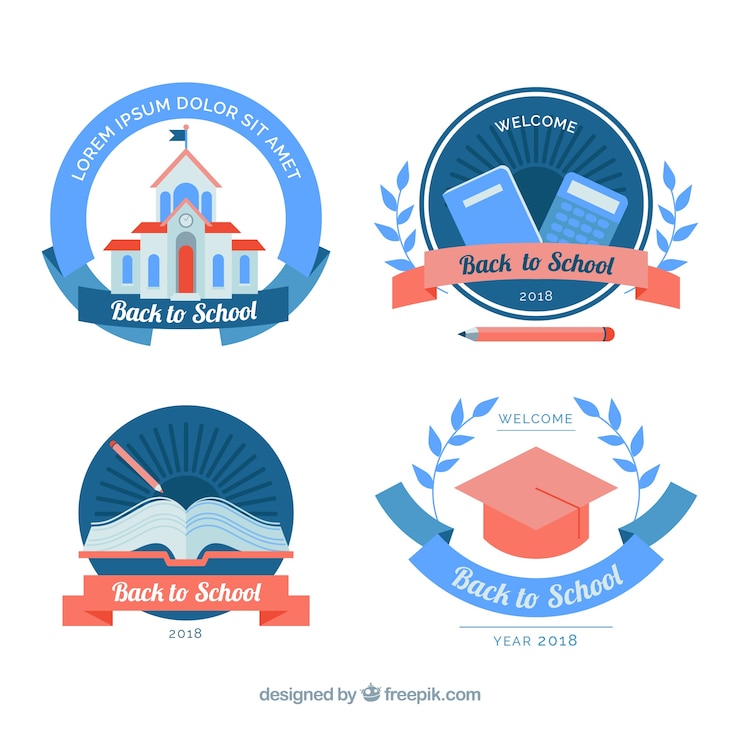 LOREM IPSUM DOLOR SIT AMET
Back to School
WELCOME
Back to School
2018
Back to School
2018
WELCOME
Back to School
YEAR 2018
designed by freepik.com